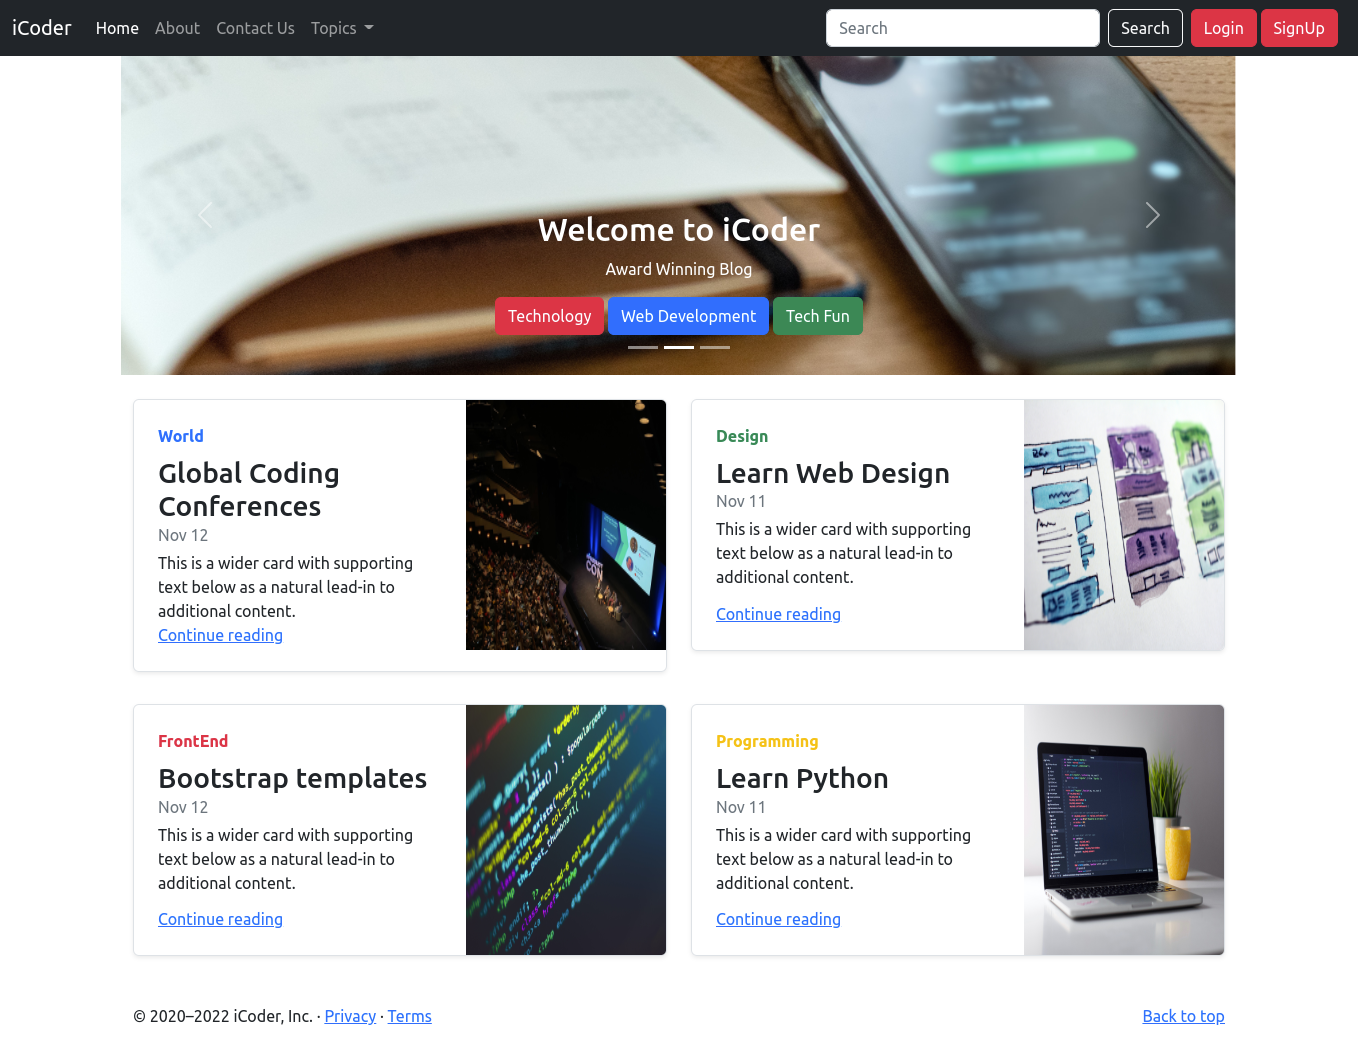 iCoder Home About Contact Us Topics Search Search Login SignUp
Welcome to iCoder
Award Winning Blog
Technology Web Development Tech Fun
World
Global Coding
Conferences
Nov 12
This is a wider card with supporting
text below as a natural lead-in to
additional content.
Continue reading
Design
Learn Web Design
Nov 11
This is a wider card with supporting
text below as a natural lead-in to
additional content.
Continue reading
FrontEnd
Bootstrap templates
Nov 12
This is a wider card with supporting
text below as a natural lead-in to
additional content.
Continue reading
Programming
Learn Python
Nov 11
This is a wider card with supporting
text below as a natural lead-in to
additional content.
Continue reading
© 2020–2022 iCoder, Inc. · Privacy · Terms
Back to top